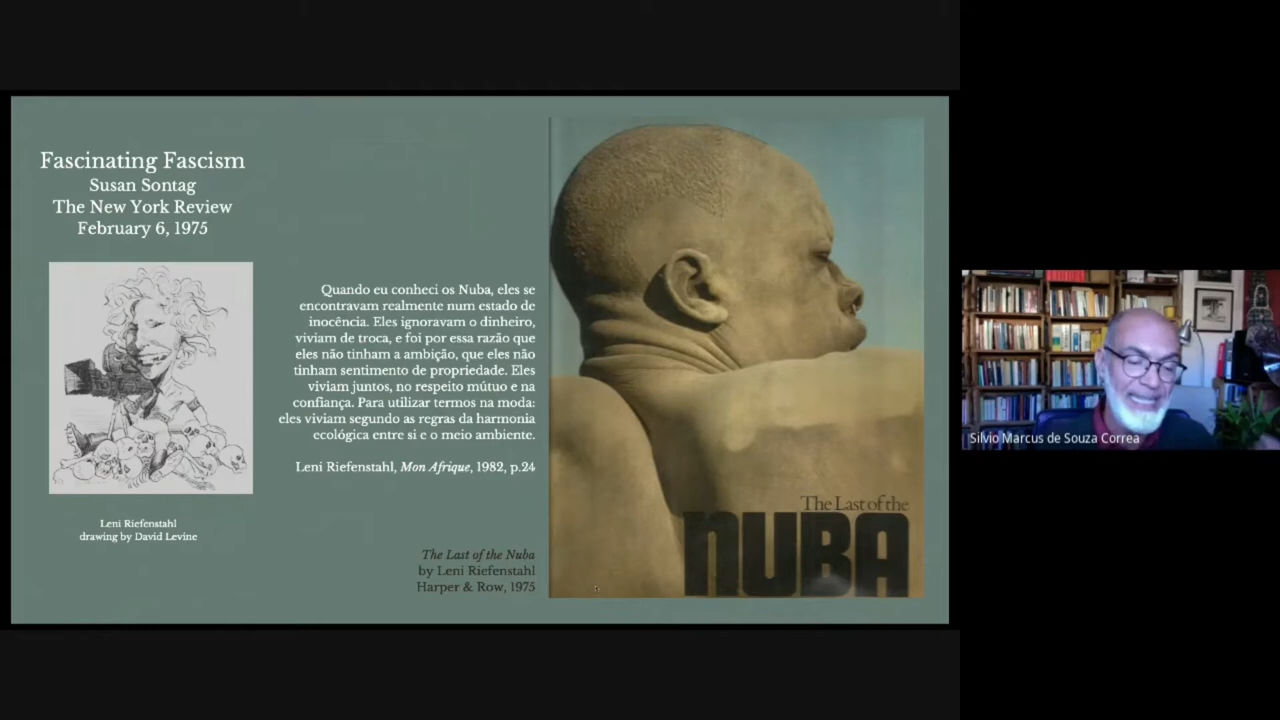 Fascinating Fascism
Susan Sontag
The New York Review
February 6, 1975
Leni Riefenstahl
drawing by David Levine
Quando eu conheci os Nuba, eles se
encontravam realmente num estado de
inocência. Eles ignoravam o dinheiro,
viviam de troca, e foi por essa razão que
eles não tinham a ambição, que eles não
tinham sentimento de propriedade. Eles
viviam juntos, no respeito mútuo e na
confiança. Para utilizar termos na moda:
eles viviam segundo as regras da harmonia
ecológica entre si e o meio ambiente.
Leni Riefenstahl, Mon Afrique, 1982, p.24
The Last of the Nuba
by Leni Riefenstahl
Harper & Row, 1975
The Last of the
NUBA
Silvio Marcus de Souza Correa